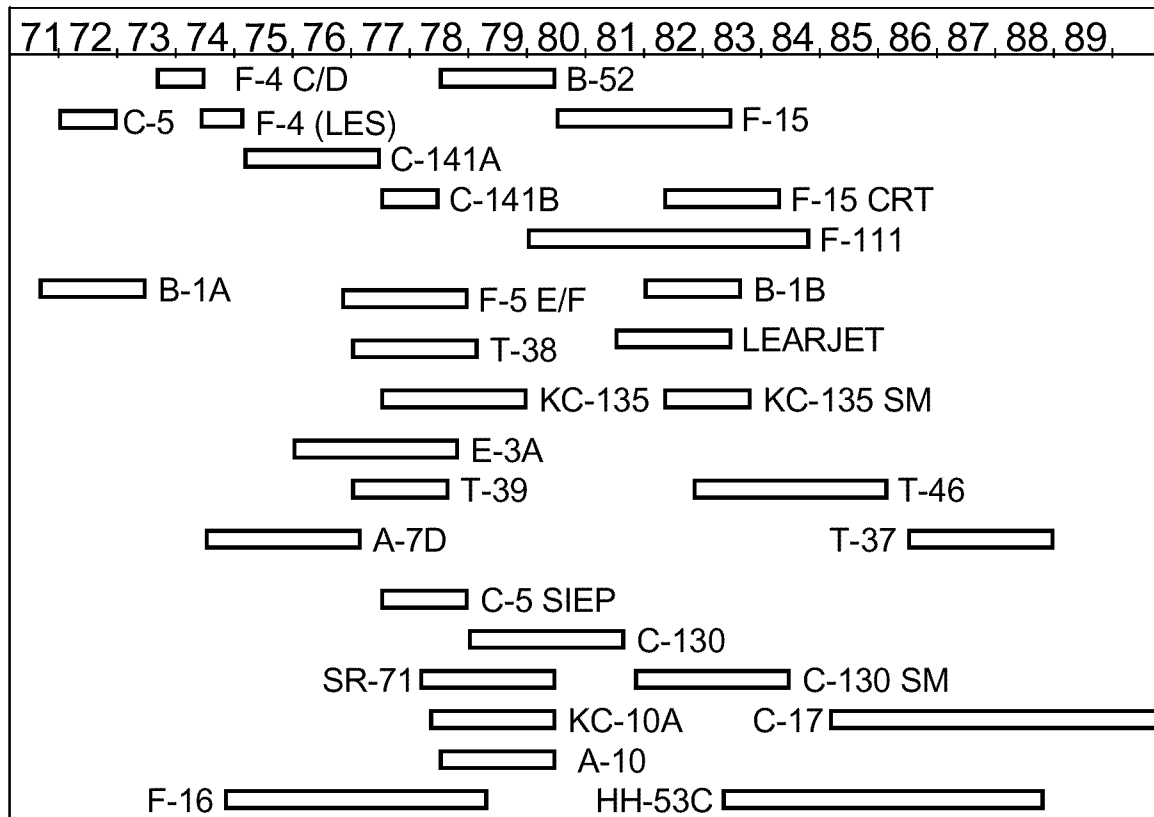 71 72 73 74 75 76 77 78 79 80 81 82 83 84 85 86 87 88 89
F-4 C/D B-52
C-5 F-4 (LES) F-15
C-141A
C-141B F-15 CRT
F-111
B-1A F-5 E/F B-1B
T-38 LEARJET
KC-135 KC-135 SM
E-3A
T-39 T-46
A-7D T-37
C-5 SIEP
C-130
SR-71 C-130 SM
KC-10A C-17
A-10
F-16 HH-53C